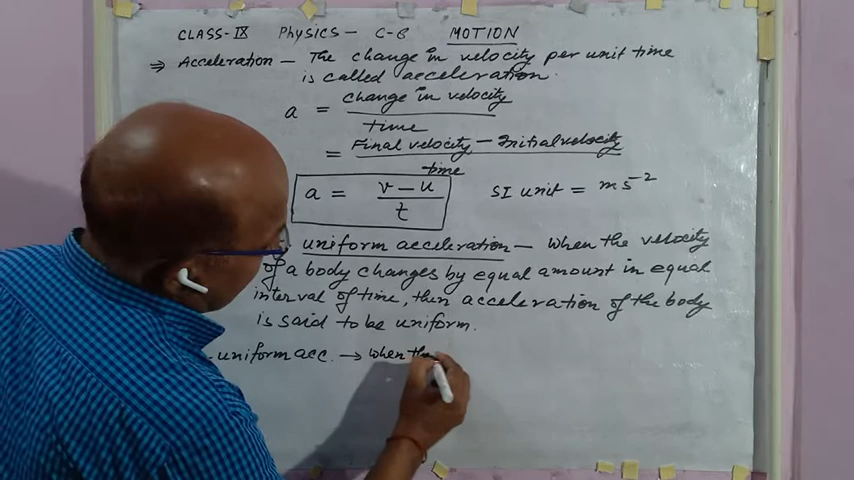 CLASS-IX Physics- C-8 MOTION
⇒ Acceleration - The change in velocity per unit time
is called acceleration.
a = change in velocity
time
= Final velocity - Initial velocity
time
a = v - u
t
SI unit = ms⁻²
uniform acceleration - when the velocity
of a body changes by equal amount in equal
interval of time, then acceleration of the body
is said to be uniform.
- uniform acc. → when the